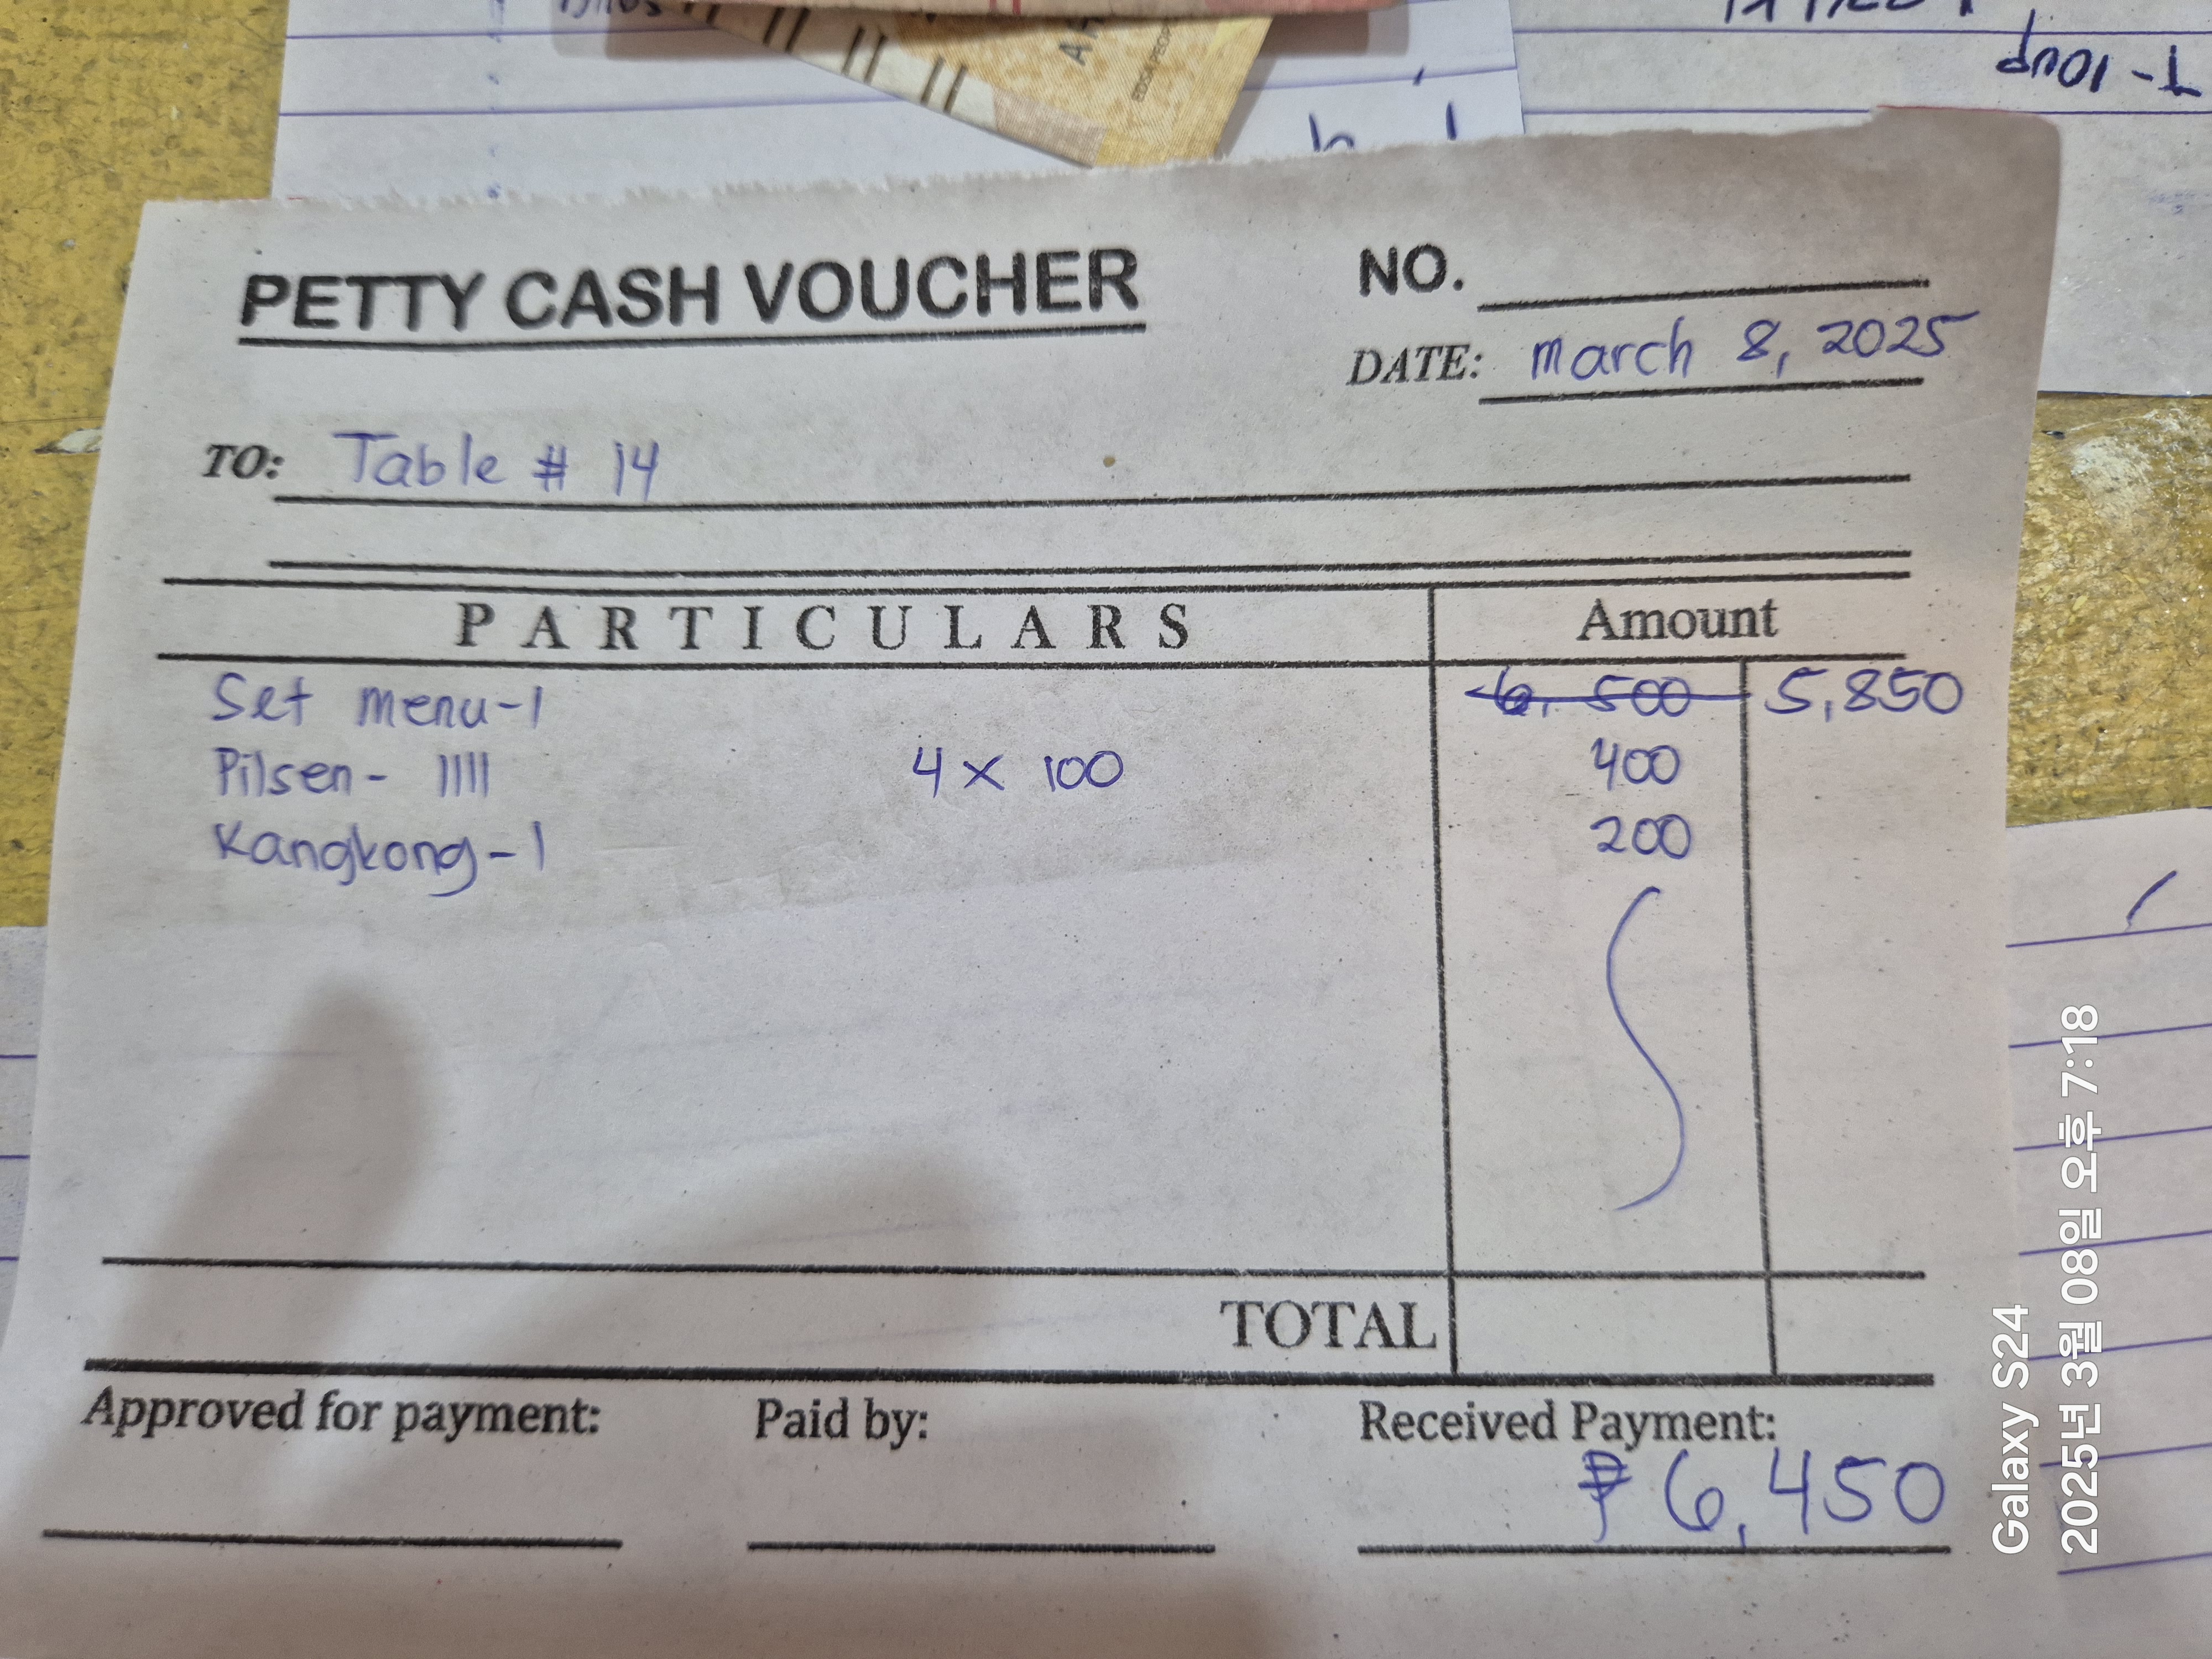 T-10up
PETTY CASH VOUCHER
NO.
DATE: March 8, 2025
TO: Table # 14
PARTICULARS Amount
Set menu-1 6,500 5,850
Pilsen- |||| 4 x 100 400
Kangkong-1 200
TOTAL
Approved for payment: Paid by: Received Payment:
₱6,450
Galaxy S24
2025년 3월 08일 오후 7:18